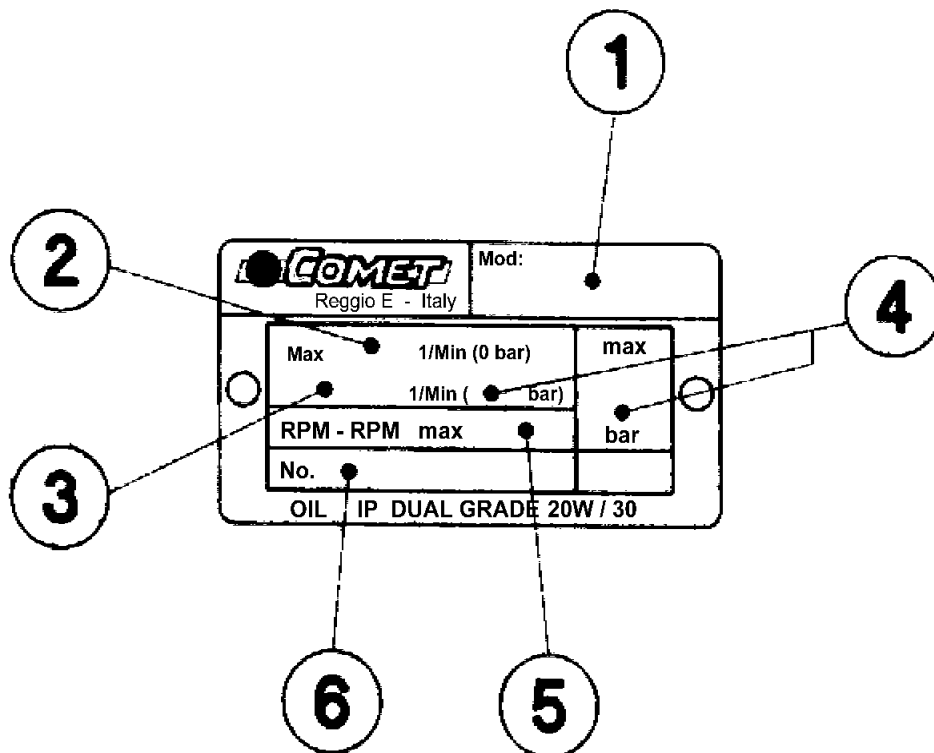 1
2
COMET
Reggio E - Italy
Mod:
4
Max 1/Min (0 bar)
max
1/Min ( bar)
bar
RPM - RPM max
No.
3
OIL IP DUAL GRADE 20W / 30
6
5